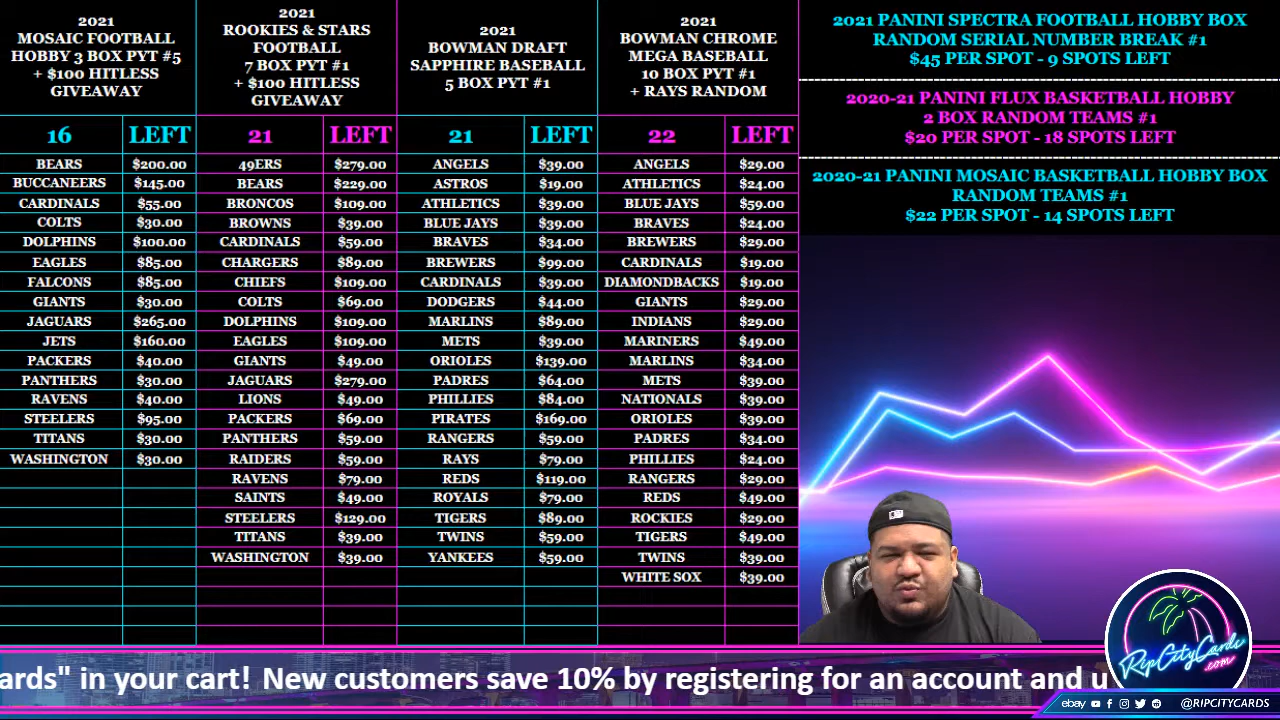 2021
MOSAIC FOOTBALL
HOBBY 3 BOX PYT #5
+ $100 HITLESS
GIVEAWAY
16 LEFT
BEARS $200.00
BUCCANEERS $145.00
CARDINALS $55.00
COLTS $30.00
DOLPHINS $100.00
EAGLES $85.00
FALCONS $85.00
GIANTS $30.00
JAGUARS $265.00
JETS $160.00
PACKERS $40.00
PANTHERS $30.00
RAVENS $40.00
STEELERS $95.00
TITANS $30.00
WASHINGTON $30.00
2021
ROOKIES & STARS
FOOTBALL
7 BOX PYT #1
+ $100 HITLESS
GIVEAWAY
21 LEFT
49ERS $279.00
BEARS $229.00
BRONCOS $109.00
BROWNS $39.00
CARDINALS $59.00
CHARGERS $89.00
CHIEFS $109.00
COLTS $69.00
DOLPHINS $109.00
EAGLES $109.00
GIANTS $49.00
JAGUARS $279.00
LIONS $49.00
PACKERS $69.00
PANTHERS $59.00
RAIDERS $59.00
RAVENS $79.00
SAINTS $49.00
STEELERS $129.00
TITANS $39.00
WASHINGTON $39.00
2021
BOWMAN DRAFT
SAPPHIRE BASEBALL
5 BOX PYT #1
21 LEFT
ANGELS $39.00
ASTROS $19.00
ATHLETICS $39.00
BLUE JAYS $39.00
BRAVES $34.00
BREWERS $99.00
CARDINALS $39.00
DODGERS $44.00
MARLINS $89.00
METS $39.00
ORIOLES $139.00
PADRES $64.00
PHILLIES $84.00
PIRATES $169.00
RANGERS $59.00
RAYS $79.00
REDS $119.00
ROYALS $79.00
TIGERS $89.00
TWINS $59.00
YANKEES $59.00
2021
BOWMAN CHROME
MEGA BASEBALL
10 BOX PYT #1
+ RAYS RANDOM
22 LEFT
ANGELS $29.00
ATHLETICS $24.00
BLUE JAYS $59.00
BRAVES $24.00
BREWERS $29.00
CARDINALS $19.00
DIAMONDBACKS $19.00
GIANTS $29.00
INDIANS $29.00
MARINERS $49.00
MARLINS $34.00
METS $39.00
NATIONALS $39.00
ORIOLES $39.00
PADRES $34.00
PHILLIES $24.00
RANGERS $29.00
REDS $49.00
ROCKIES $29.00
TIGERS $49.00
TWINS $39.00
WHITE SOX $39.00
2021 PANINI SPECTRA FOOTBALL HOBBY BOX
RANDOM SERIAL NUMBER BREAK #1
$45 PER SPOT - 9 SPOTS LEFT
2020-21 PANINI FLUX BASKETBALL HOBBY
2 BOX RANDOM TEAMS #1
$20 PER SPOT - 18 SPOTS LEFT
2020-21 PANINI MOSAIC BASKETBALL HOBBY BOX
RANDOM TEAMS #1
$22 PER SPOT - 14 SPOTS LEFT
ards" in your cart! New customers save 10% by registering for an account and u
RipCityCards
.com
ebay @RIPCITYCARDS